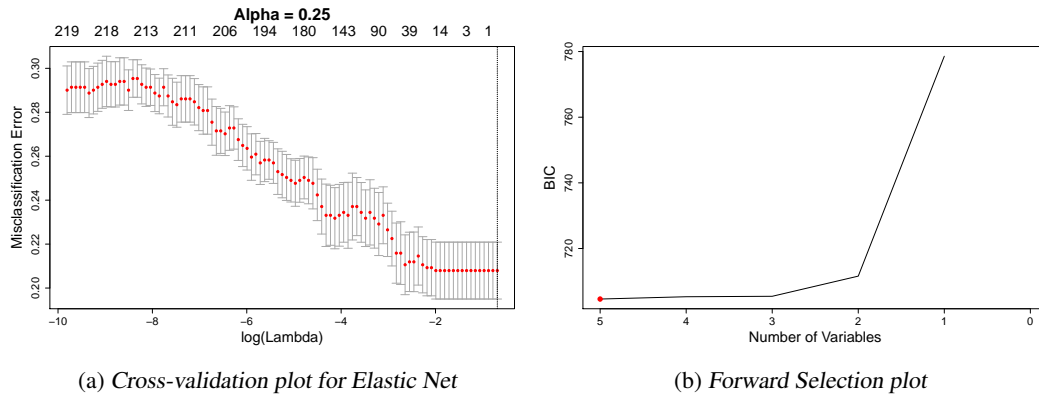 Alpha = 0.25
219 218 213 211 206 194 180 143 90 39 14 3 1
Misclassification Error
0.30
0.28
0.26
0.24
0.22
0.20
−10 −8 −6 −4 −2
log(Lambda)
(a) Cross-validation plot for Elastic Net
BIC
780
760
740
720
5 4 3 2 1 0
Number of Variables
(b) Forward Selection plot